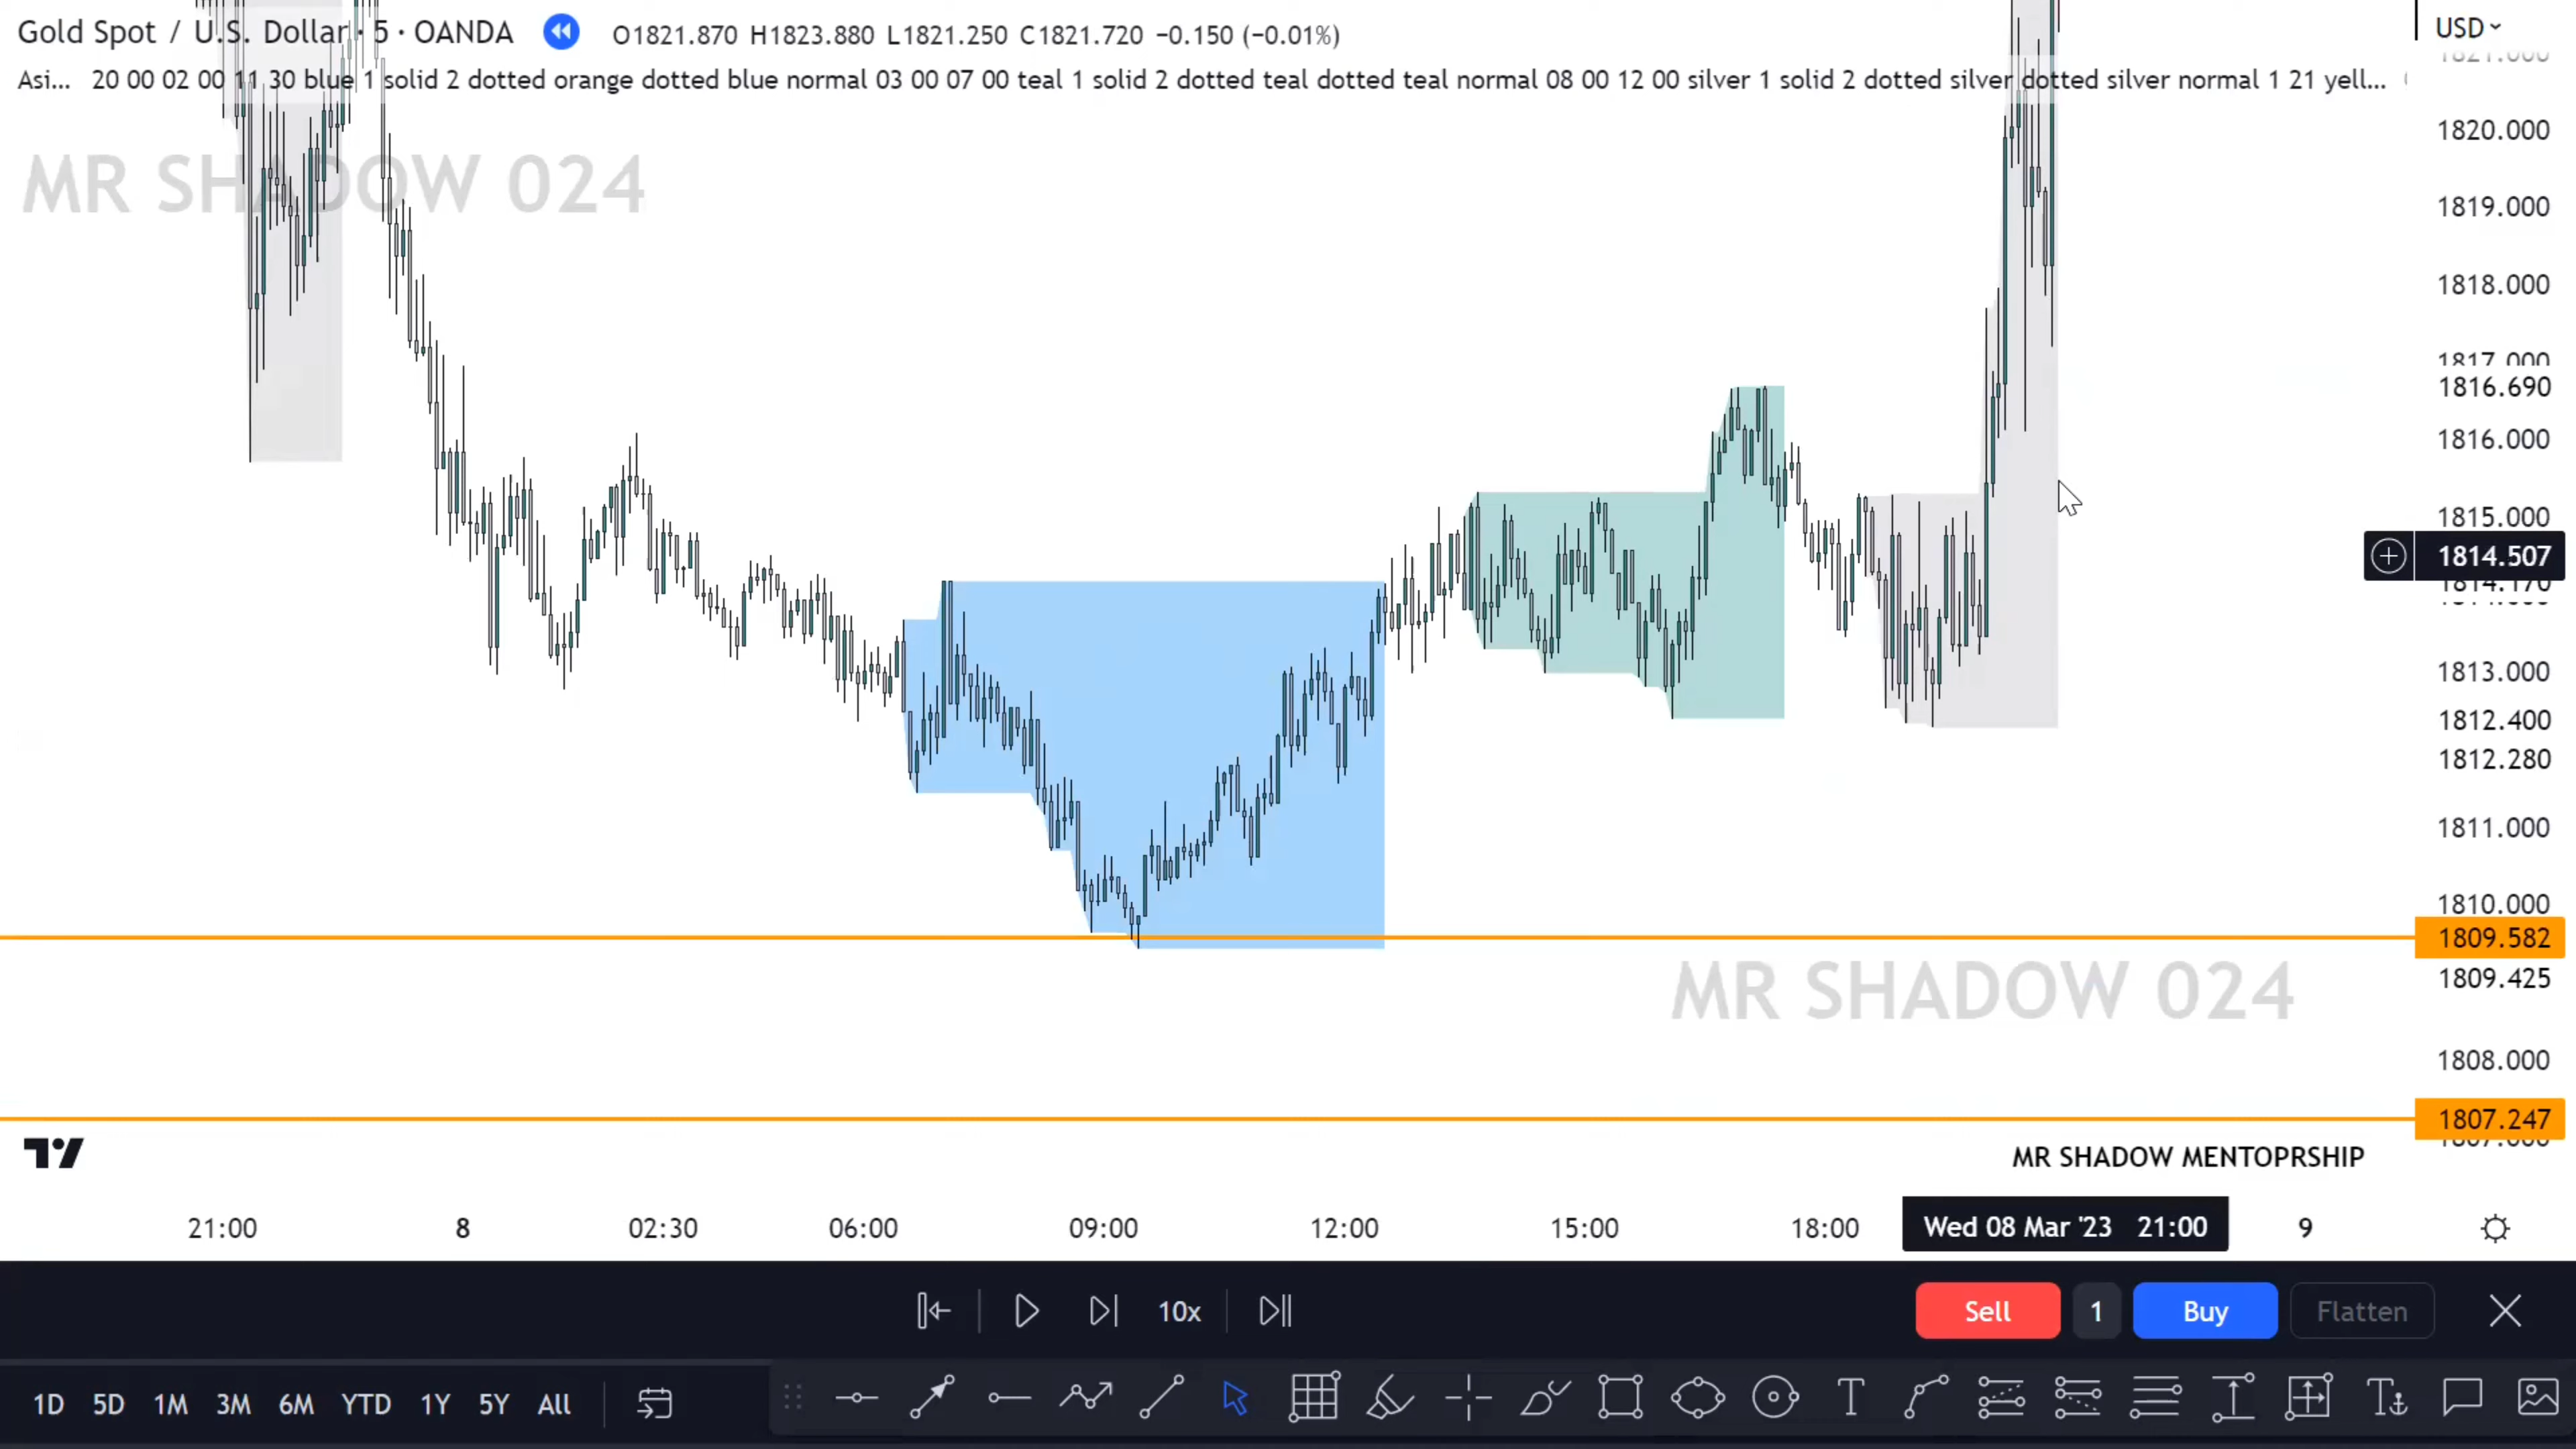 Gold Spot / U.S. Dollar · 5 · OANDA O1821.870 H1823.880 L1821.250 C1821.720 −0.150 (−0.01%)
USD
Asi... 20 00 02 00 11 30 blue 1 solid 2 dotted orange dotted blue normal 03 00 07 00 teal 1 solid 2 dotted teal dotted teal normal 08 00 12 00 silver 1 solid 2 dotted silver dotted silver normal 1 21 yell...
1821.000
1820.000
MR SHADOW 024
1819.000
1818.000
1817.000
1816.690
1816.000
1815.000
1814.507
1814.170
1813.000
1812.400
1812.280
1811.000
1810.000
1809.582
1809.425
MR SHADOW 024
1808.000
1807.247
1807.000
MR SHADOW MENTOPRSHIP
21:00 8 02:30 06:00 09:00 12:00 15:00 18:00 Wed 08 Mar '23 21:00 9
10x Sell 1 Buy Flatten
1D 5D 1M 3M 6M YTD 1Y 5Y All